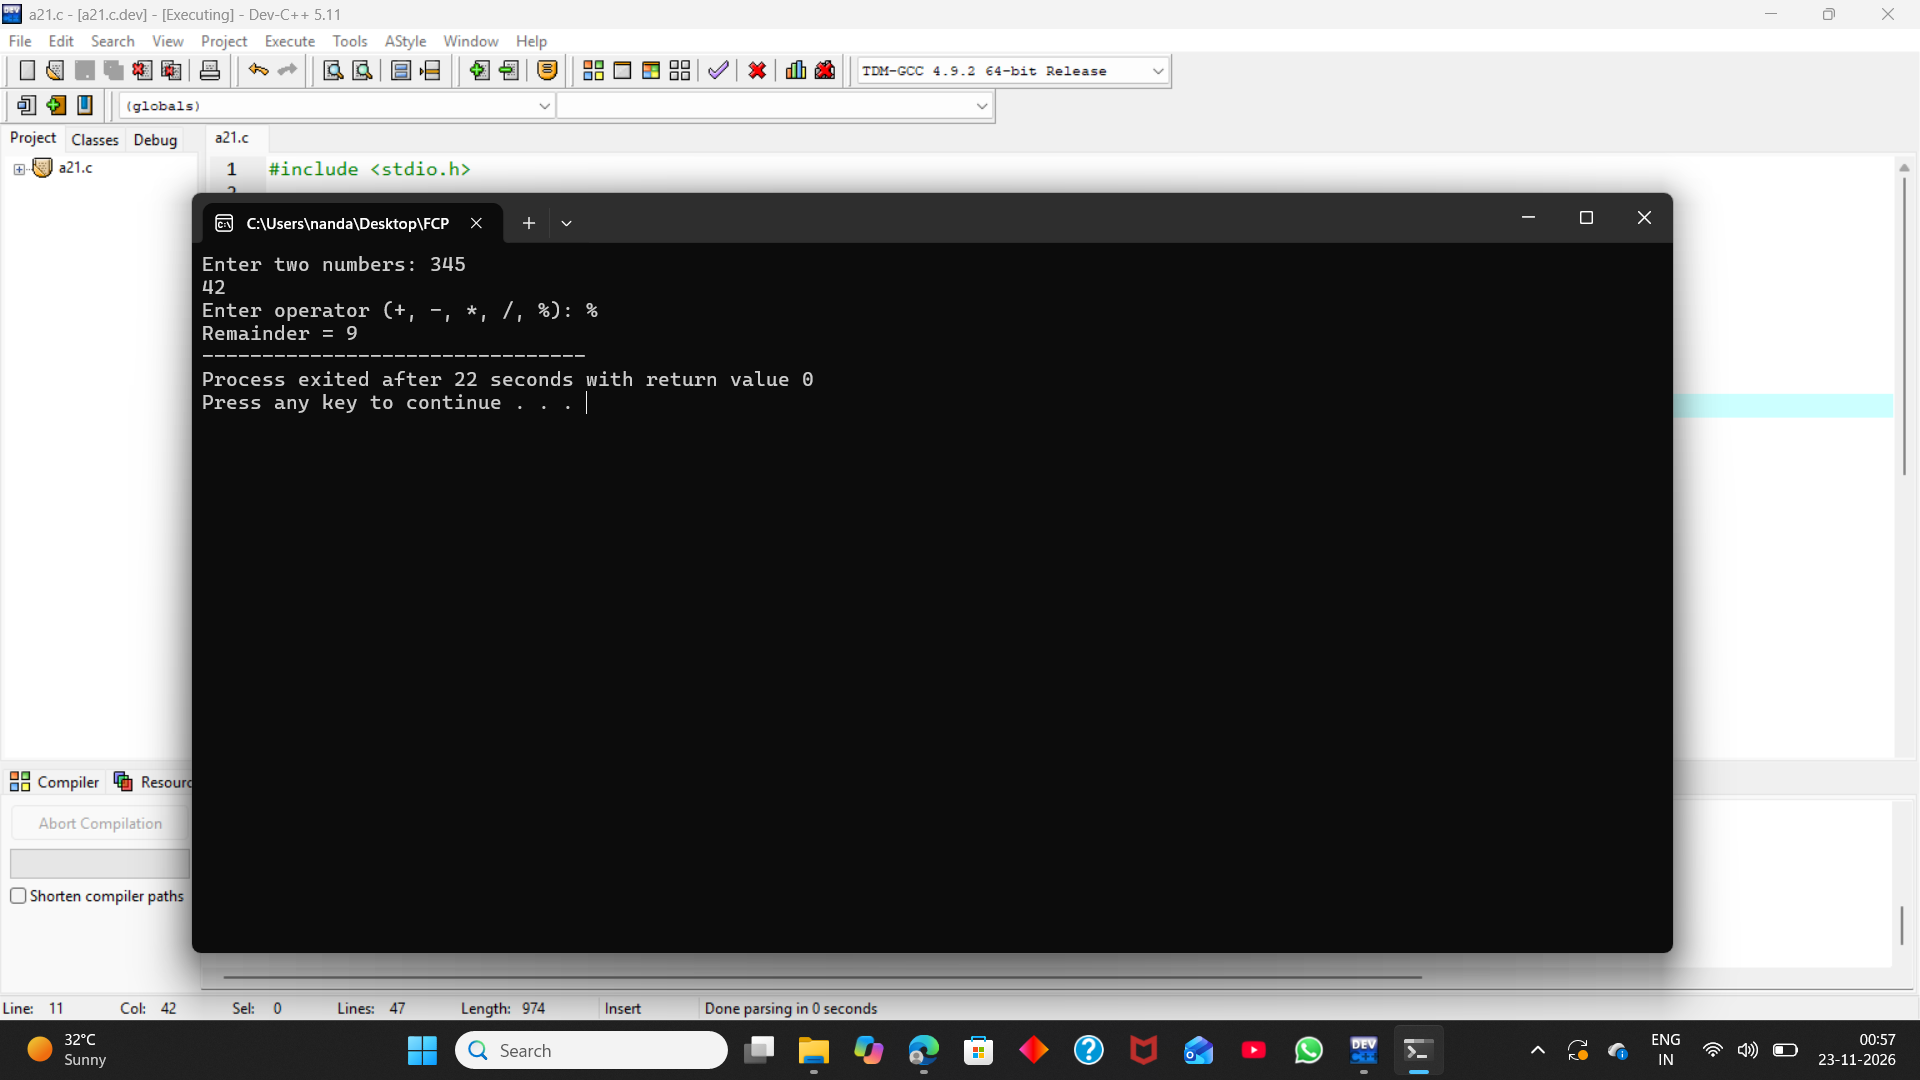 a21.c - [a21.c.dev] - [Executing] - Dev-C++ 5.11
File Edit Search View Project Execute Tools AStyle Window Help
TDM-GCC 4.9.2 64-bit Release
(globals)
Project Classes Debug a21.c
a21.c
1 #include <stdio.h>
C:\Users\nanda\Desktop\FCP
Enter two numbers: 345
42
Enter operator (+, -, *, /, %): %
Remainder = 9
--------------------------------
Process exited after 22 seconds with return value 0
Press any key to continue . . .
Compiler Resourc
Abort Compilation
Shorten compiler paths
Line: 11 Col: 42 Sel: 0 Lines: 47 Length: 974 Insert Done parsing in 0 seconds
32°C
Sunny
Search
DEV
ENG
IN
00:57
23-11-2026